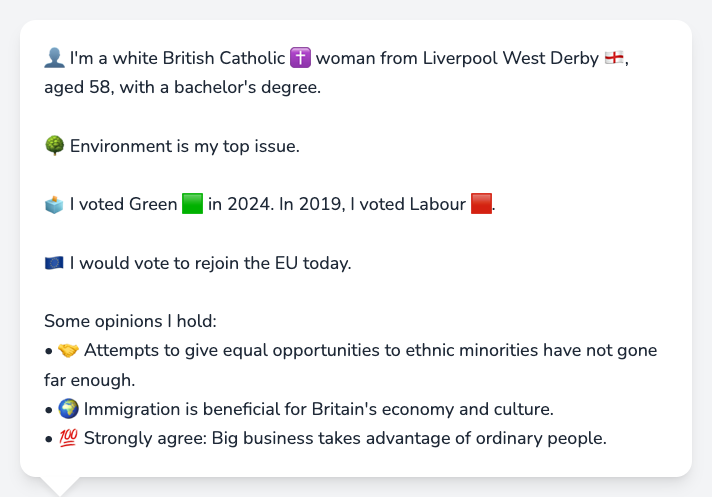 👤 I'm a white British Catholic ✝️ woman from Liverpool West Derby 🏴󠁧󠁢󠁥󠁮󠁧󠁿,
aged 58, with a bachelor's degree.
🌳 Environment is my top issue.
🗳️ I voted Green 🟩 in 2024. In 2019, I voted Labour 🟥.
🇪🇺 I would vote to rejoin the EU today.
Some opinions I hold:
• 🤝 Attempts to give equal opportunities to ethnic minorities have not gone
far enough.
• 🌍 Immigration is beneficial for Britain's economy and culture.
• 💯 Strongly agree: Big business takes advantage of ordinary people.